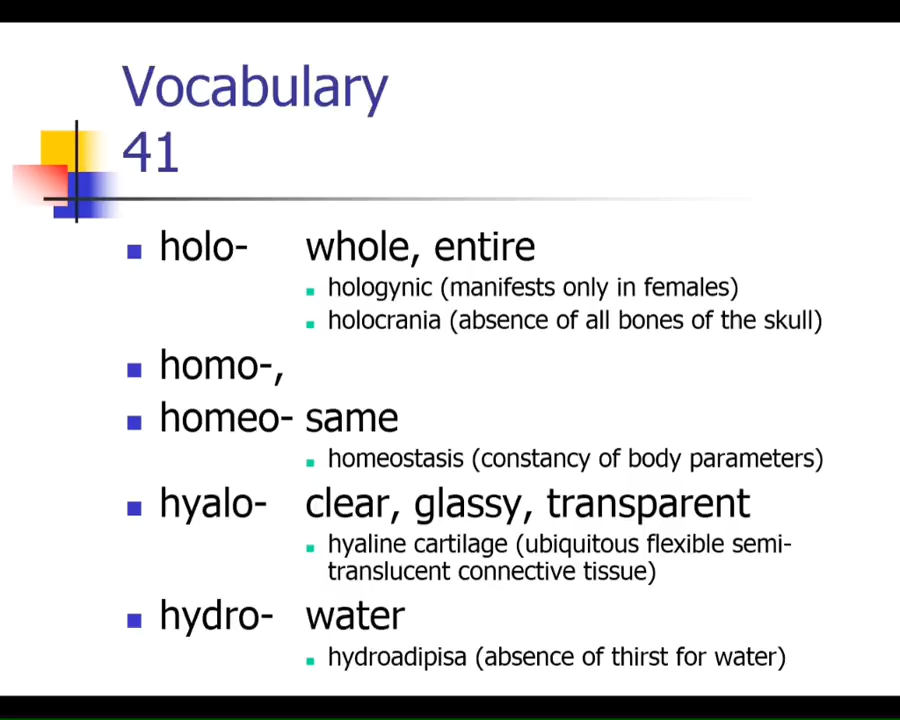 Vocabulary
41
holo- whole, entire
hologynic (manifests only in females)
holocrania (absence of all bones of the skull)
homo-,
homeo- same
homeostasis (constancy of body parameters)
hyalo- clear, glassy, transparent
hyaline cartilage (ubiquitous flexible semi-
translucent connective tissue)
hydro- water
hydroadipisa (absence of thirst for water)